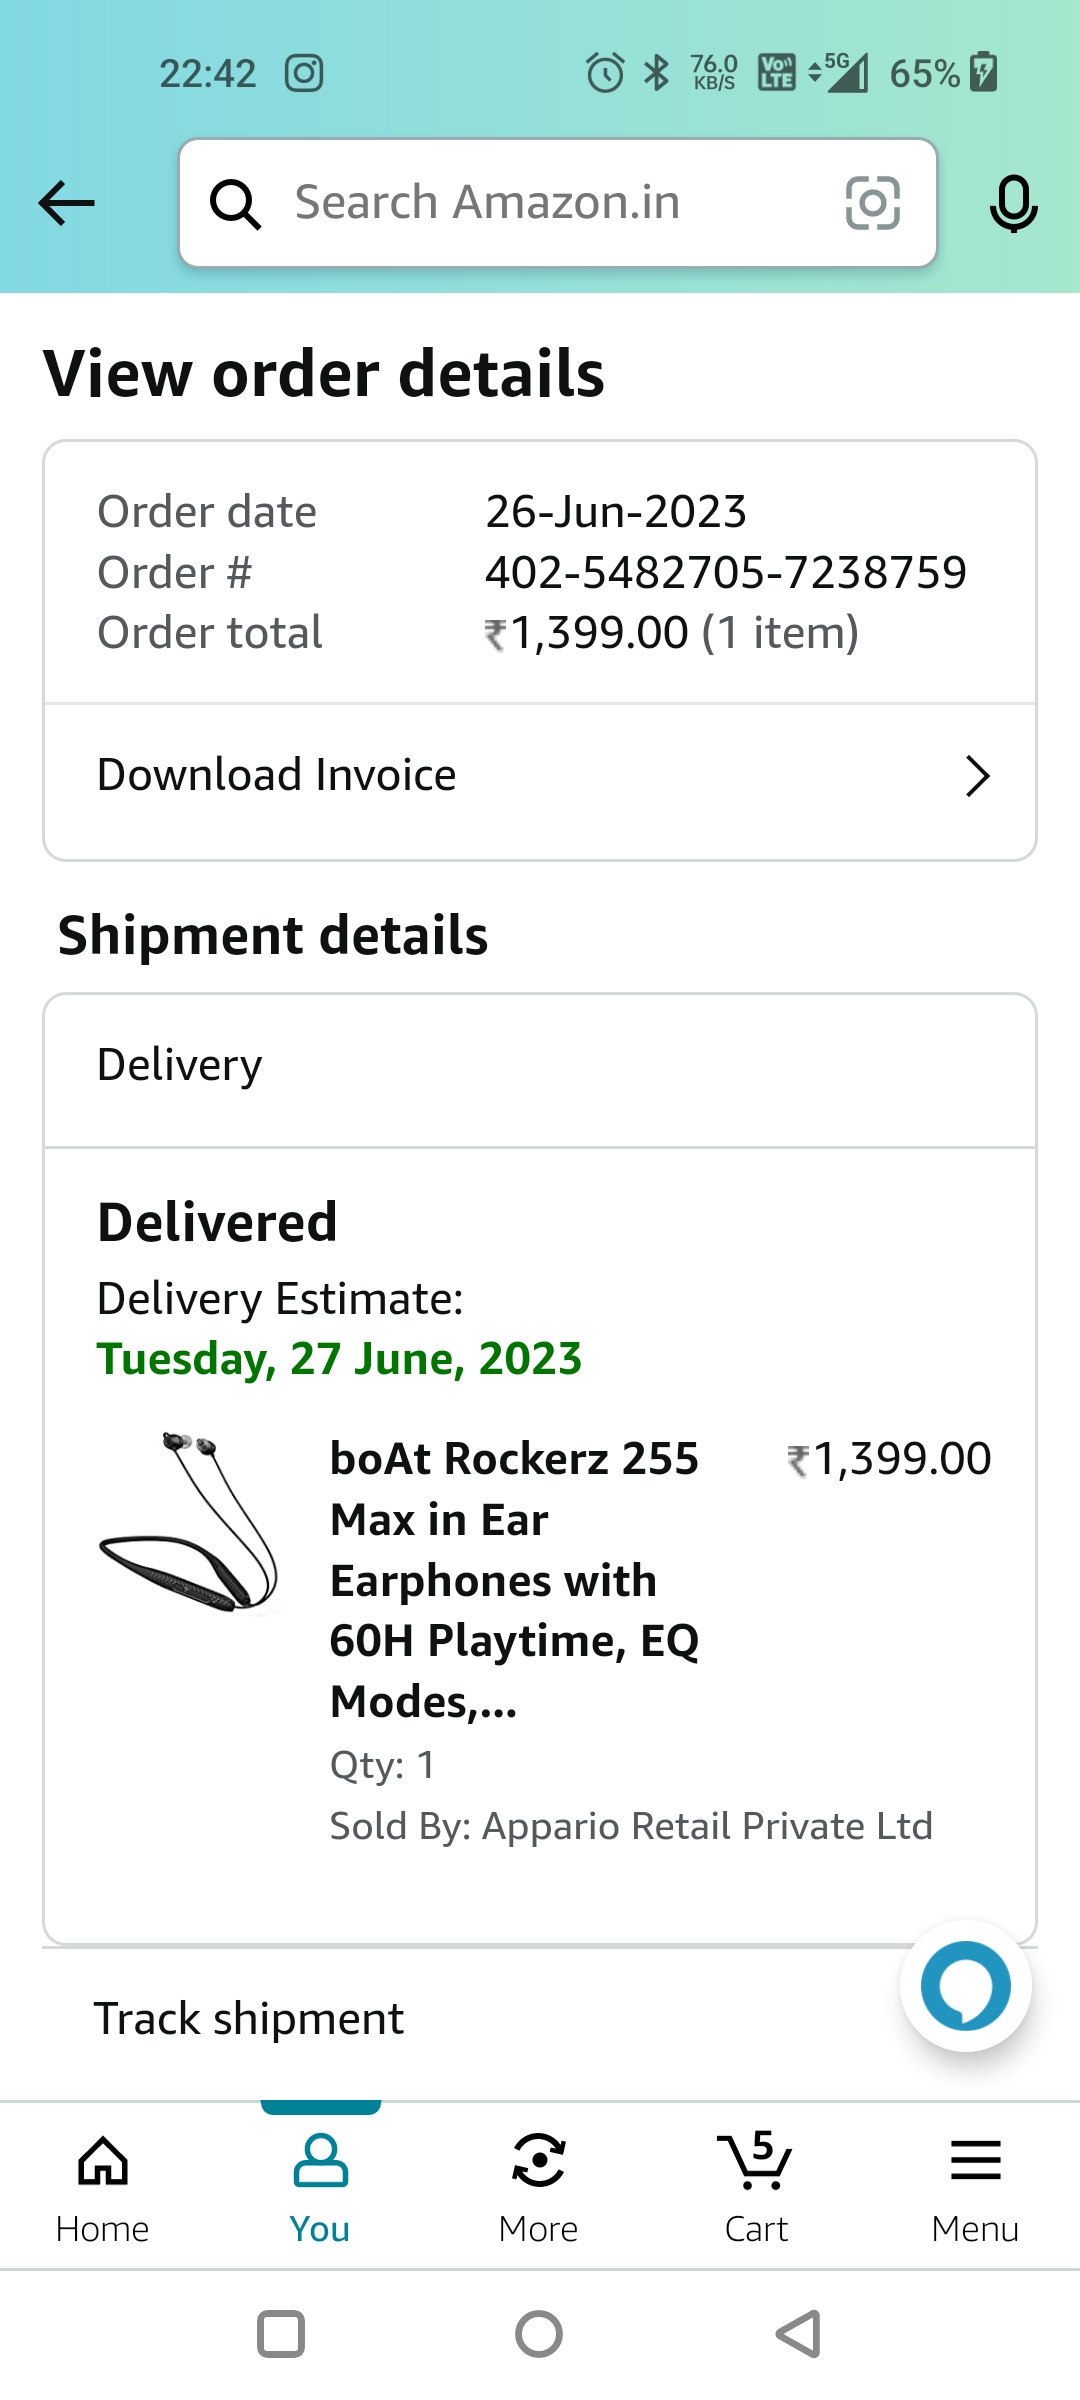 22:42
76.0
KB/S
Vo))
LTE
5G
65%
Search Amazon.in
View order details
Order date 26-Jun-2023
Order # 402-5482705-7238759
Order total ₹1,399.00 (1 item)
Download Invoice
Shipment details
Delivery
Delivered
Delivery Estimate:
Tuesday, 27 June, 2023
boAt Rockerz 255 ₹1,399.00
Max in Ear
Earphones with
60H Playtime, EQ
Modes,...
Qty: 1
Sold By: Appario Retail Private Ltd
Track shipment
5
Home You More Cart Menu